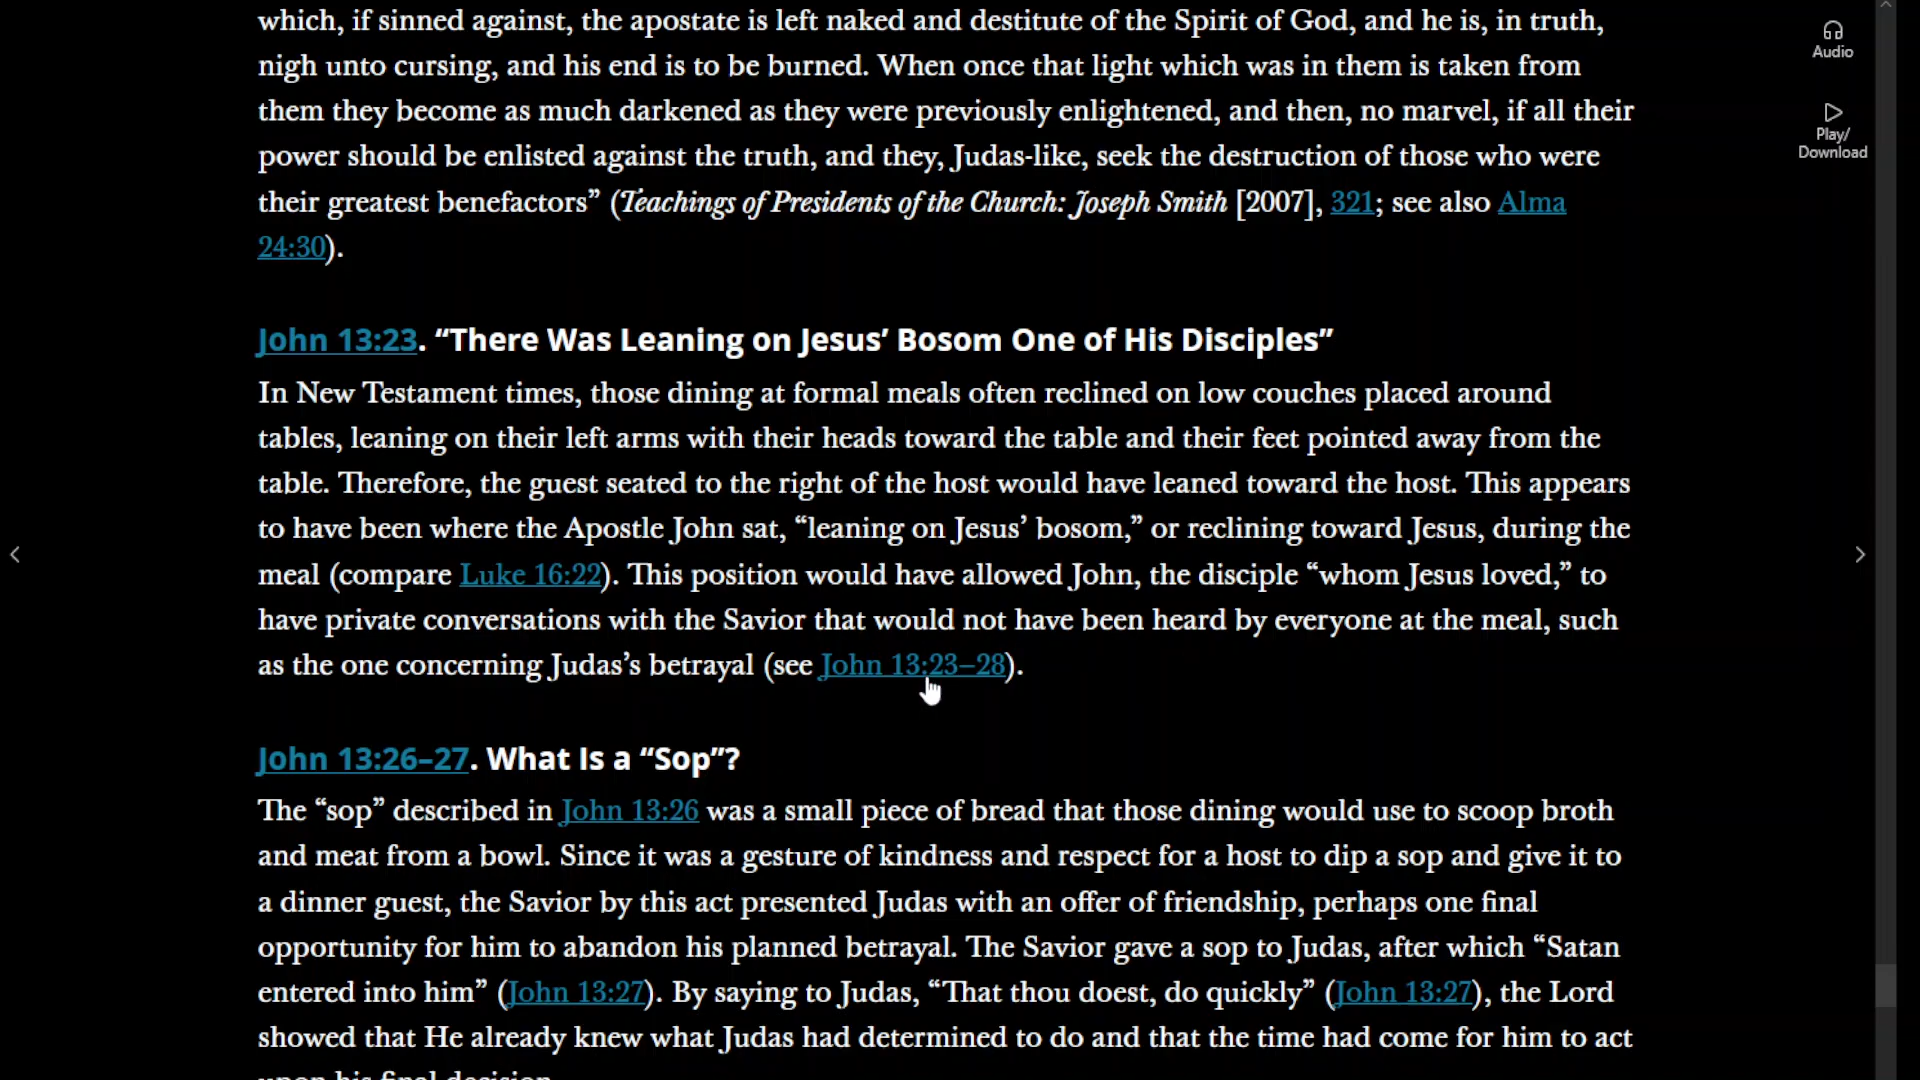 which, if sinned against, the apostate is left naked and destitute of the Spirit of God, and he is, in truth,
nigh unto cursing, and his end is to be burned. When once that light which was in them is taken from
them they become as much darkened as they were previously enlightened, and then, no marvel, if all their
power should be enlisted against the truth, and they, Judas-like, seek the destruction of those who were
their greatest benefactors” (Teachings of Presidents of the Church: Joseph Smith [2007], 321; see also Alma
24:30).
Audio
Play/
Download
John 13:23. “There Was Leaning on Jesus’ Bosom One of His Disciples”
In New Testament times, those dining at formal meals often reclined on low couches placed around
tables, leaning on their left arms with their heads toward the table and their feet pointed away from the
table. Therefore, the guest seated to the right of the host would have leaned toward the host. This appears
to have been where the Apostle John sat, “leaning on Jesus’ bosom,” or reclining toward Jesus, during the
meal (compare Luke 16:22). This position would have allowed John, the disciple “whom Jesus loved,” to
have private conversations with the Savior that would not have been heard by everyone at the meal, such
as the one concerning Judas’s betrayal (see John 13:23–28).
John 13:26–27. What Is a “Sop”?
The “sop” described in John 13:26 was a small piece of bread that those dining would use to scoop broth
and meat from a bowl. Since it was a gesture of kindness and respect for a host to dip a sop and give it to
a dinner guest, the Savior by this act presented Judas with an offer of friendship, perhaps one final
opportunity for him to abandon his planned betrayal. The Savior gave a sop to Judas, after which “Satan
entered into him” (John 13:27). By saying to Judas, “That thou doest, do quickly” (John 13:27), the Lord
showed that He already knew what Judas had determined to do and that the time had come for him to act
upon his final decision.